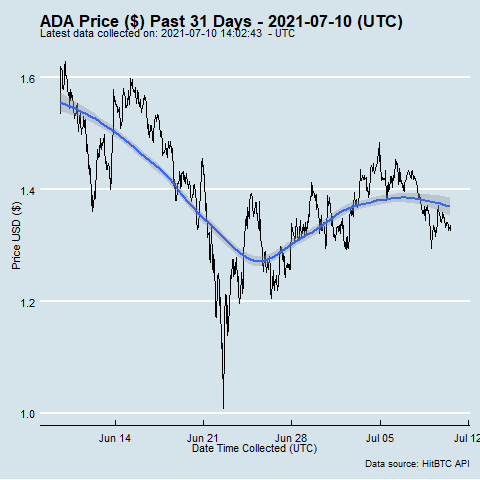 ADA Price ($) Past 31 Days - 2021-07-10 (UTC)
Latest data collected on: 2021-07-10 14:02:43 - UTC
1.6
1.4
1.2
1.0
Price USD ($)
Jun 14 Jun 21 Jun 28 Jul 05 Jul 12
Date Time Collected (UTC)
Data source: HitBTC API